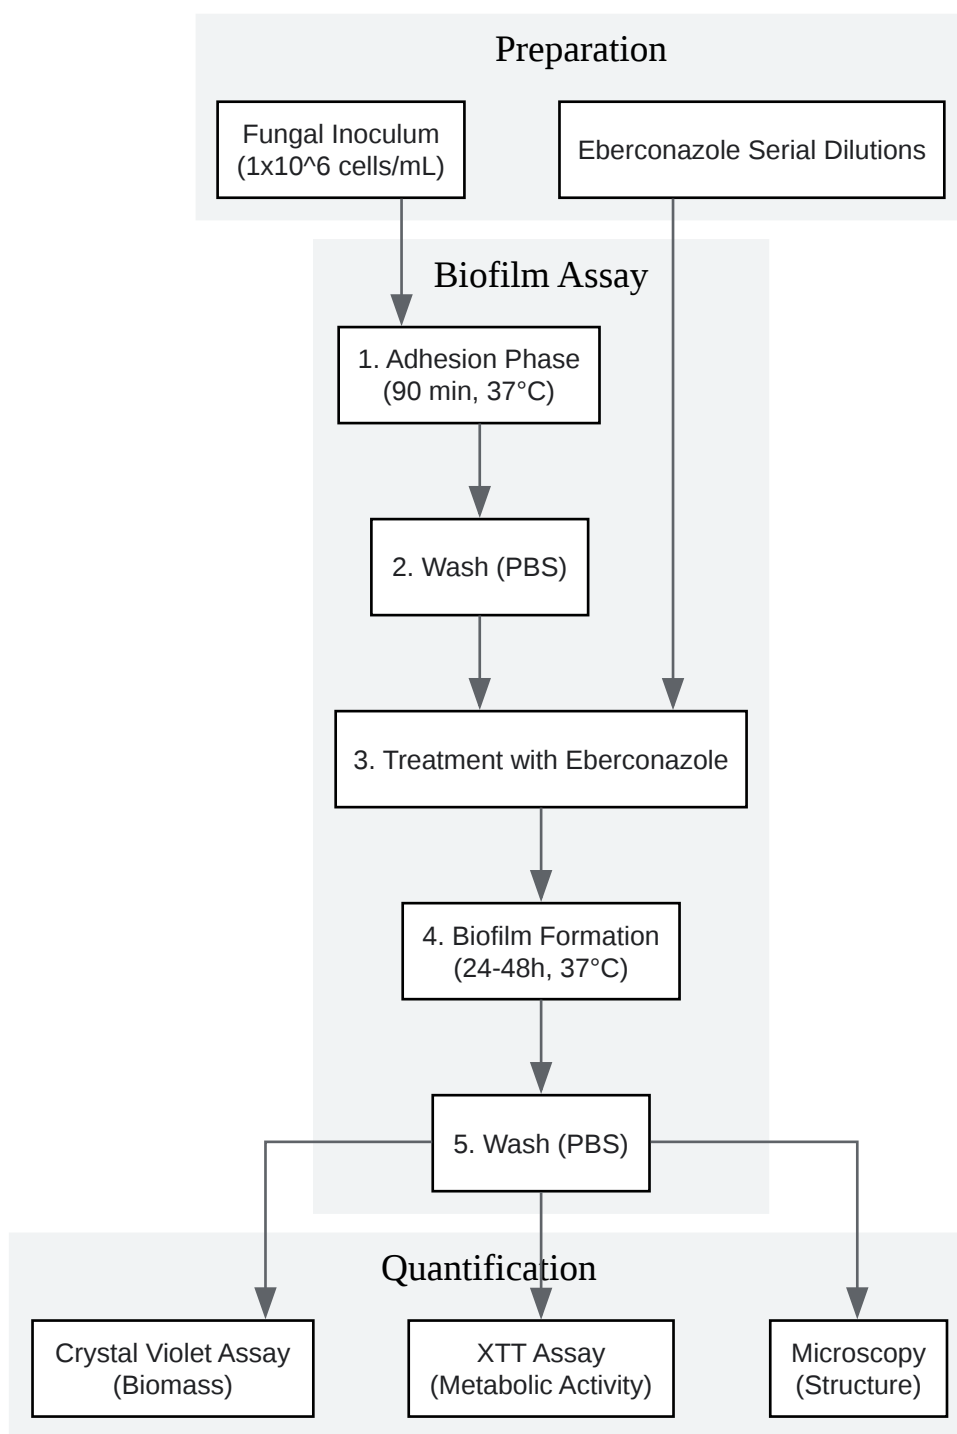 Preparation
Fungal Inoculum
(1x10^6 cells/mL)
Eberconazole Serial Dilutions
Biofilm Assay
1. Adhesion Phase
(90 min, 37°C)
2. Wash (PBS)
3. Treatment with Eberconazole
4. Biofilm Formation
(24-48h, 37°C)
5. Wash (PBS)
Quantification
Crystal Violet Assay
(Biomass)
XTT Assay
(Metabolic Activity)
Microscopy
(Structure)